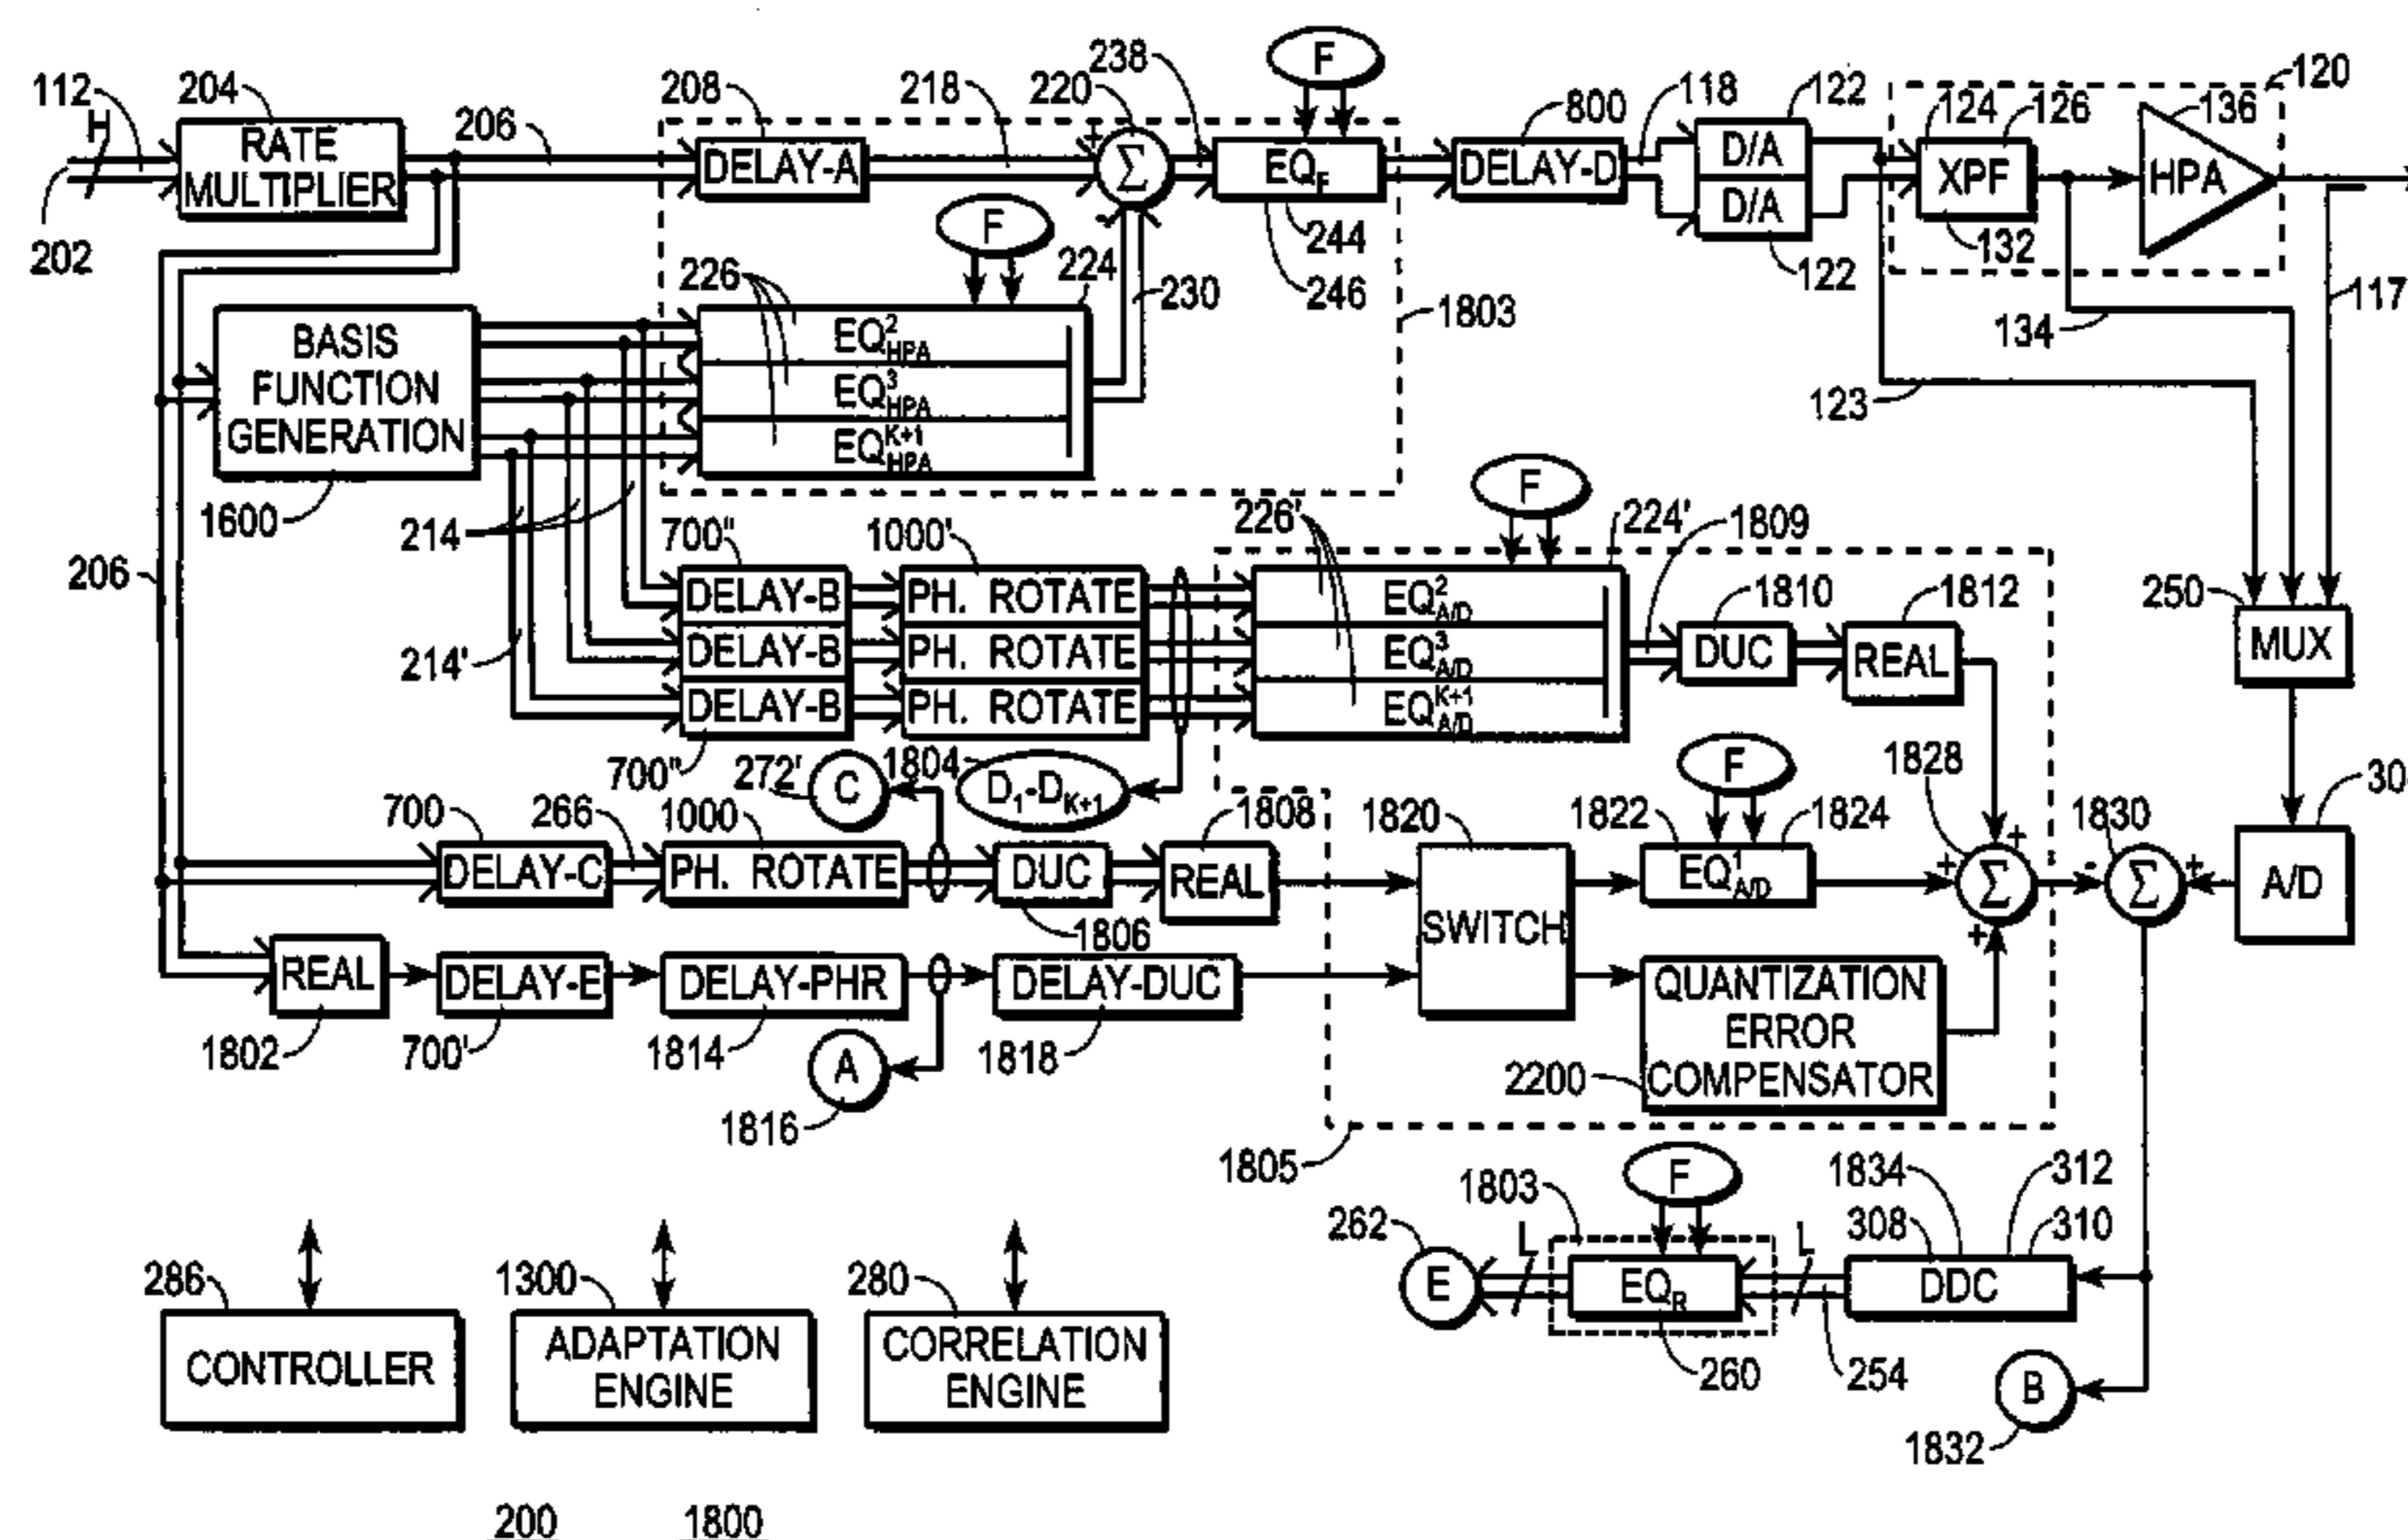 112
H
202
204
RATE
MULTIPLIER
206
208
DELAY-A
218
220
+
Σ
-
238
F
EQF
244
246
800
DELAY-D
118
122
D/A
D/A
122
124
126
XPF
132
136
HPA
120
117
134
123
1803
F
224
226
230
BASIS
FUNCTION
GENERATION
1600
EQ²HPA
EQ³HPA
EQᴷ⁺¹HPA
214
214'
206
700"
1000'
DELAY-B PH. ROTATE
DELAY-B PH. ROTATE
DELAY-B PH. ROTATE
700"
226'
F
224'
1809
EQ²A/D
EQ³A/D
EQᴷ⁺¹A/D
1810
DUC
1812
REAL
250
MUX
272'
C
1804
D₁-Dₖ₊₁
700
DELAY-C
266
1000
PH. ROTATE
DUC
1806
1808
REAL
1820
SWITCH
F
1822
1824
EQ¹A/D
1828
+
+
Σ
+
1830
-
Σ
+
30
A/D
REAL
1802
DELAY-E
700'
DELAY-PHR
1814
A
1816
DELAY-DUC
1818
QUANTIZATION
ERROR
COMPENSATOR
2200
1805
286
CONTROLLER
1300
ADAPTATION
ENGINE
280
CORRELATION
ENGINE
262
E
L
1803
F
EQR
260
L
254
1834
312
308
310
DDC
B
1832
200 1800